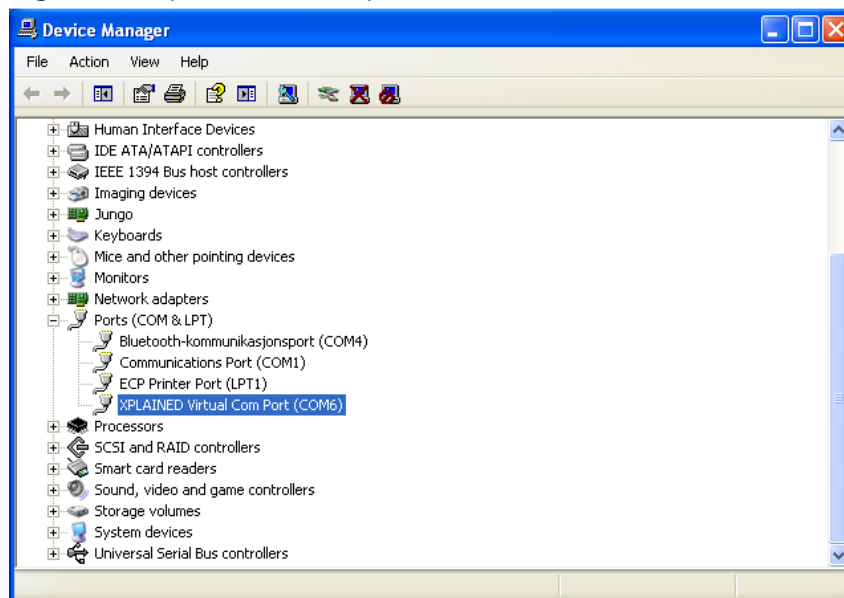 Device Manager
File Action View Help
Human Interface Devices
IDE ATA/ATAPI controllers
IEEE 1394 Bus host controllers
Imaging devices
Jungo
Keyboards
Mice and other pointing devices
Monitors
Network adapters
Ports (COM & LPT)
Bluetooth-kommunikasjonsport (COM4)
Communications Port (COM1)
ECP Printer Port (LPT1)
XPLAINED Virtual Com Port (COM6)
Processors
SCSI and RAID controllers
Smart card readers
Sound, video and game controllers
Storage volumes
System devices
Universal Serial Bus controllers